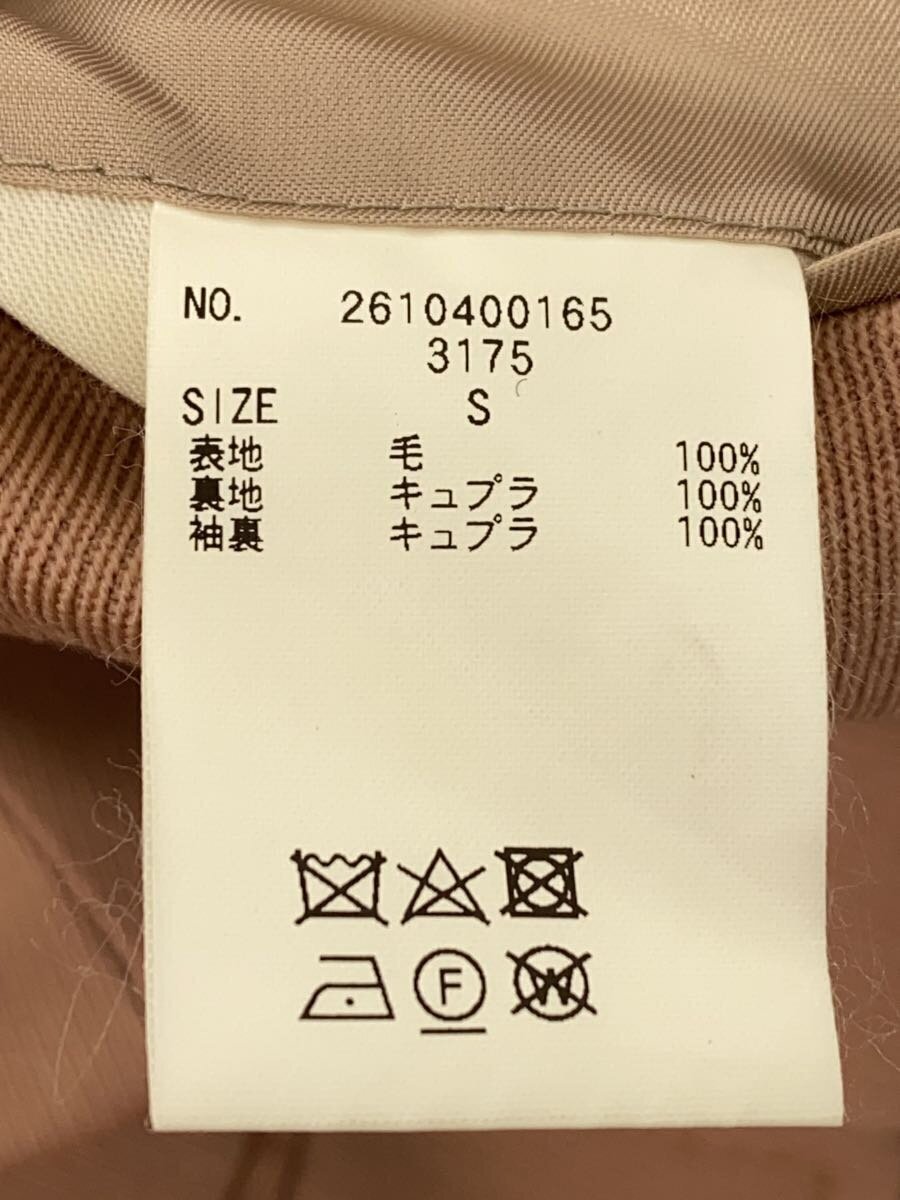 NO. 2610400165
3175
SIZE S
表地 毛 100%
裏地 キュプラ 100%
袖裏 キュプラ 100%
F W